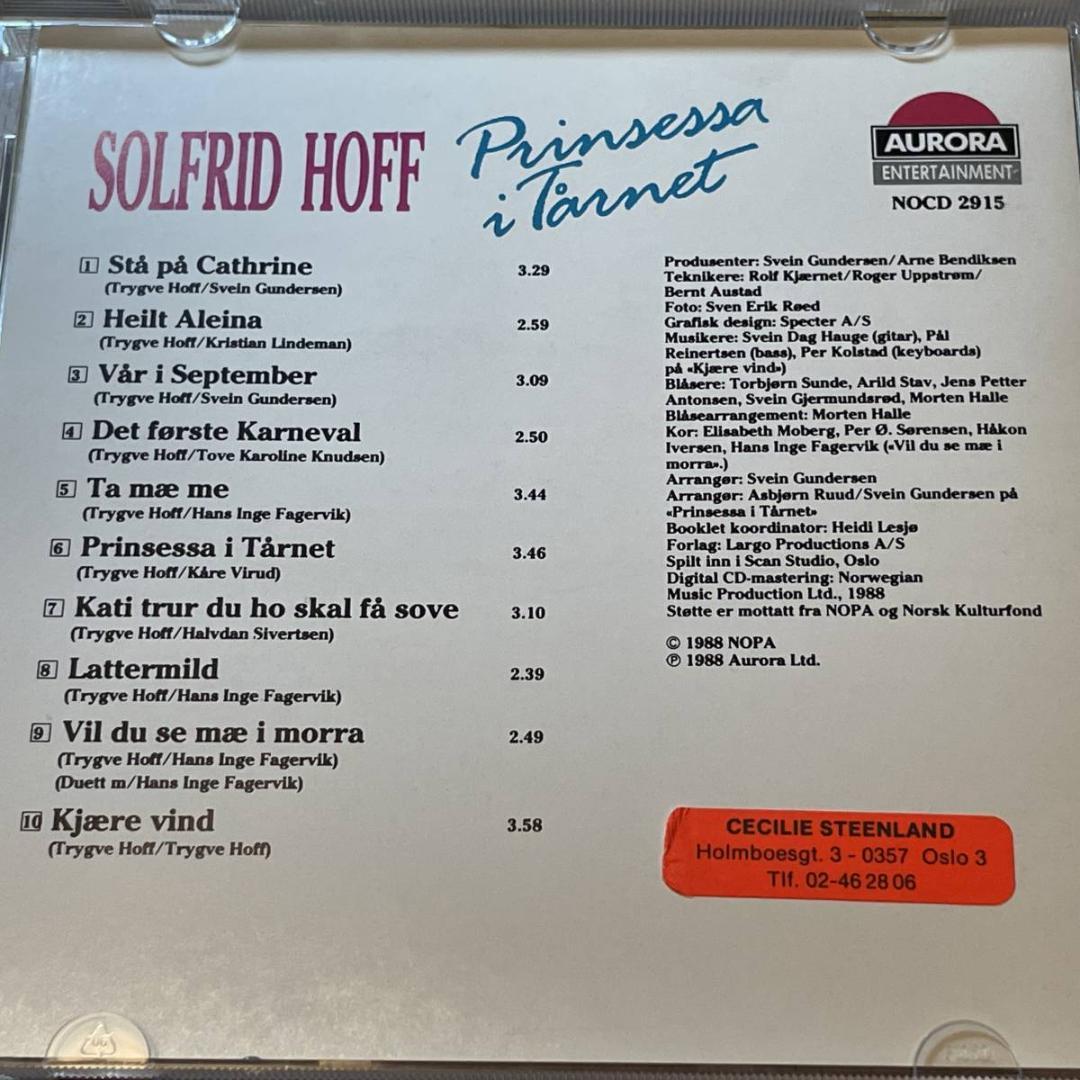 SOLFRID HOFF
Prinsessa
i Tårnet
AURORA
ENTERTAINMENT
NOCD 2915
1 Stå på Cathrine 3.29
(Trygve Hoff/Svein Gundersen)
2 Heilt Aleina 2.59
(Trygve Hoff/Kristian Lindeman)
3 Vår i September 3.09
(Trygve Hoff/Svein Gundersen)
4 Det første Karneval 2.50
(Trygve Hoff/Tove Karoline Knudsen)
5 Ta mæ me 3.44
(Trygve Hoff/Hans Inge Fagervik)
6 Prinsessa i Tårnet 3.46
(Trygve Hoff/Kåre Virud)
7 Kati trur du ho skal få sove 3.10
(Trygve Hoff/Halvdan Sivertsen)
8 Lattermild 2.39
(Trygve Hoff/Hans Inge Fagervik)
9 Vil du se mæ i morra 2.49
(Trygve Hoff/Hans Inge Fagervik)
(Duett m/Hans Inge Fagervik)
10 Kjære vind 3.58
(Trygve Hoff/Trygve Hoff)
Produsenter: Svein Gundersen/Arne Bendiksen
Teknikere: Rolf Kjærnet/Roger Uppstrøm/
Bernt Austad
Foto: Sven Erik Røed
Grafisk design: Specter A/S
Musikere: Svein Dag Hauge (gitar), Pål
Reinertsen (bass), Per Kolstad (keyboards)
på «Kjære vind»)
Blåsere: Torbjørn Sunde, Arild Stav, Jens Petter
Antonsen, Svein Gjermundsrød, Morten Halle
Blåsearrangement: Morten Halle
Kor: Elisabeth Moberg, Per Ø. Sørensen, Håkon
Iversen, Hans Inge Fagervik («Vil du se mæ i
morra».)
Arrangør: Svein Gundersen
Arrangør: Asbjørn Ruud/Svein Gundersen på
«Prinsessa i Tårnet»
Booklet koordinator: Heidi Lesjø
Forlag: Largo Productions A/S
Spilt inn i Scan Studio, Oslo
Digital CD-mastering: Norwegian
Music Production Ltd., 1988
Støtte er mottatt fra NOPA og Norsk Kulturfond
© 1988 NOPA
℗ 1988 Aurora Ltd.
CECILIE STEENLAND
Holmboesgt. 3 - 0357 Oslo 3
Tlf. 02-46 28 06